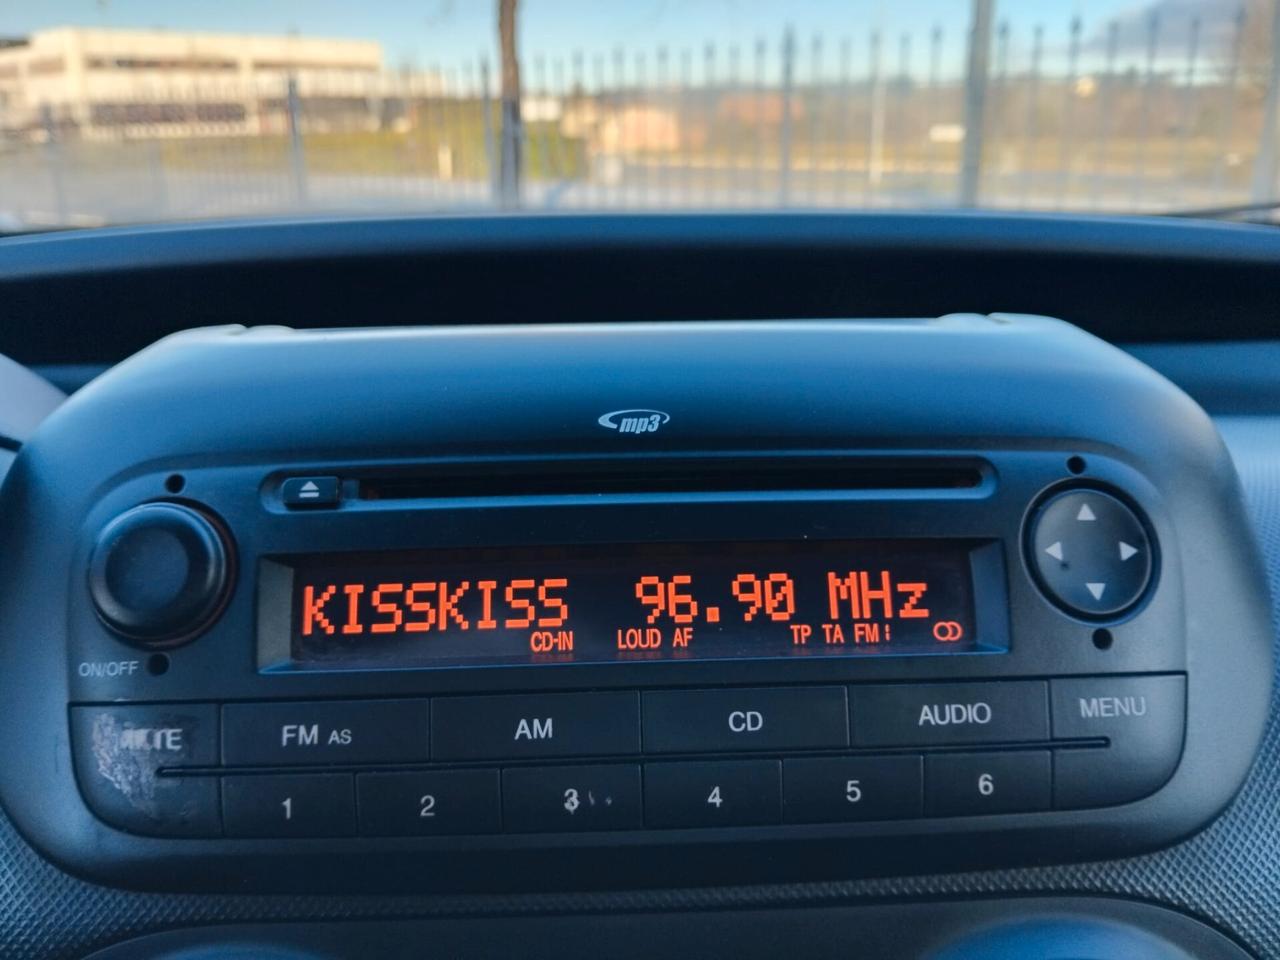 mp3
KISSKISS 96.90 MHz
CD-IN LOUD AF TP TA FM
ON/OFF
MUTE FM AS AM CD AUDIO MENU
1 2 3 4 5 6